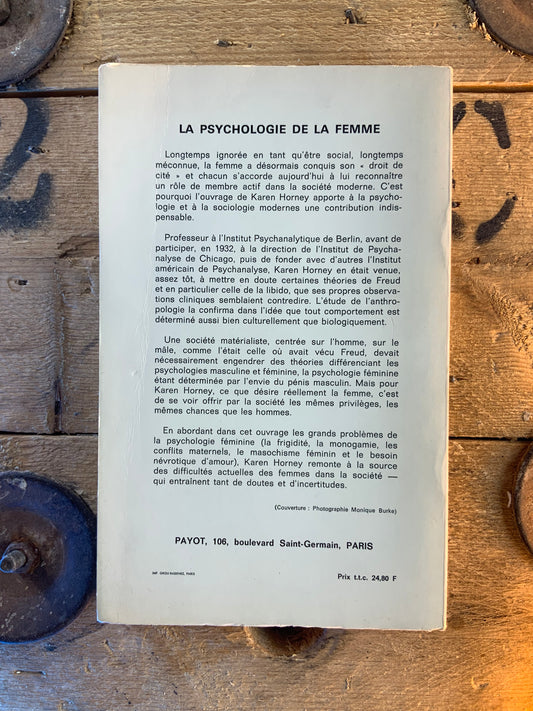 LA PSYCHOLOGIE DE LA FEMME
Longtemps ignorée en tant qu'être social, longtemps
méconnue, la femme a désormais conquis son « droit de
cité » et chacun s'accorde aujourd'hui à lui reconnaître
un rôle de membre actif dans la société moderne. C'est
pourquoi l'ouvrage de Karen Horney apporte à la psycho-
logie et à la sociologie modernes une contribution indis-
pensable.
Professeur à l'Institut Psychanalytique de Berlin, avant de
participer, en 1932, à la direction de l'Institut de Psycha-
nalyse de Chicago, puis de fonder avec d'autres l'Institut
américain de Psychanalyse, Karen Horney en était venue,
assez tôt, à mettre en doute certaines théories de Freud
et en particulier celle de la libido, que ses propres observa-
tions cliniques semblaient contredire. L'étude de l'anthro-
pologie la confirma dans l'idée que tout comportement est
déterminé aussi bien culturellement que biologiquement.
Une société matérialiste, centrée sur l'homme, sur le
mâle, comme l'était celle où avait vécu Freud, devait
nécessairement engendrer des théories différenciant les
psychologies masculine et féminine, la psychologie féminine
étant déterminée par l'envie du pénis masculin. Mais pour
Karen Horney, ce que désire réellement la femme, c'est
de se voir offrir par la société les mêmes privilèges, les
mêmes chances que les hommes.
En abordant dans cet ouvrage les grands problèmes de
la psychologie féminine (la frigidité, la monogamie, les
conflits maternels, le masochisme féminin et le besoin
névrotique d'amour), Karen Horney remonte à la source
des difficultés actuelles des femmes dans la société —
qui entraînent tant de doutes et d'incertitudes.
(Couverture : Photographie Monique Burke)
PAYOT, 106, boulevard Saint-Germain, PARIS
PARIS
Prix t.t.c. 24,80 F